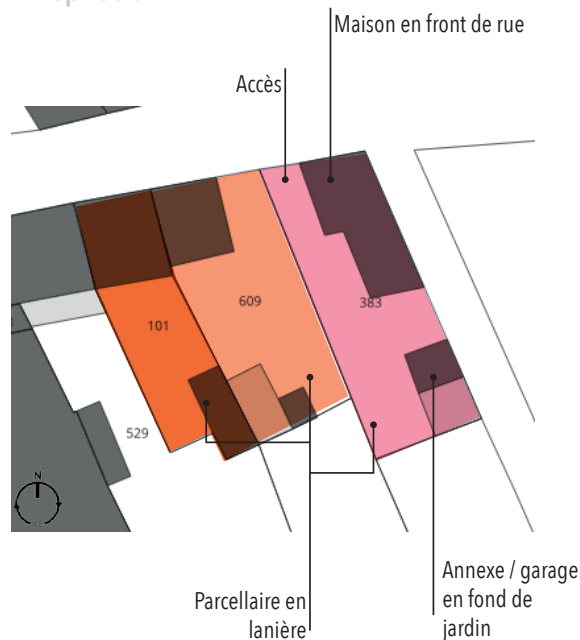 Maison en front de rue
Accès
609
383
101
529
N
Parcellaire en
lanière
Annexe / garage
en fond de
jardin